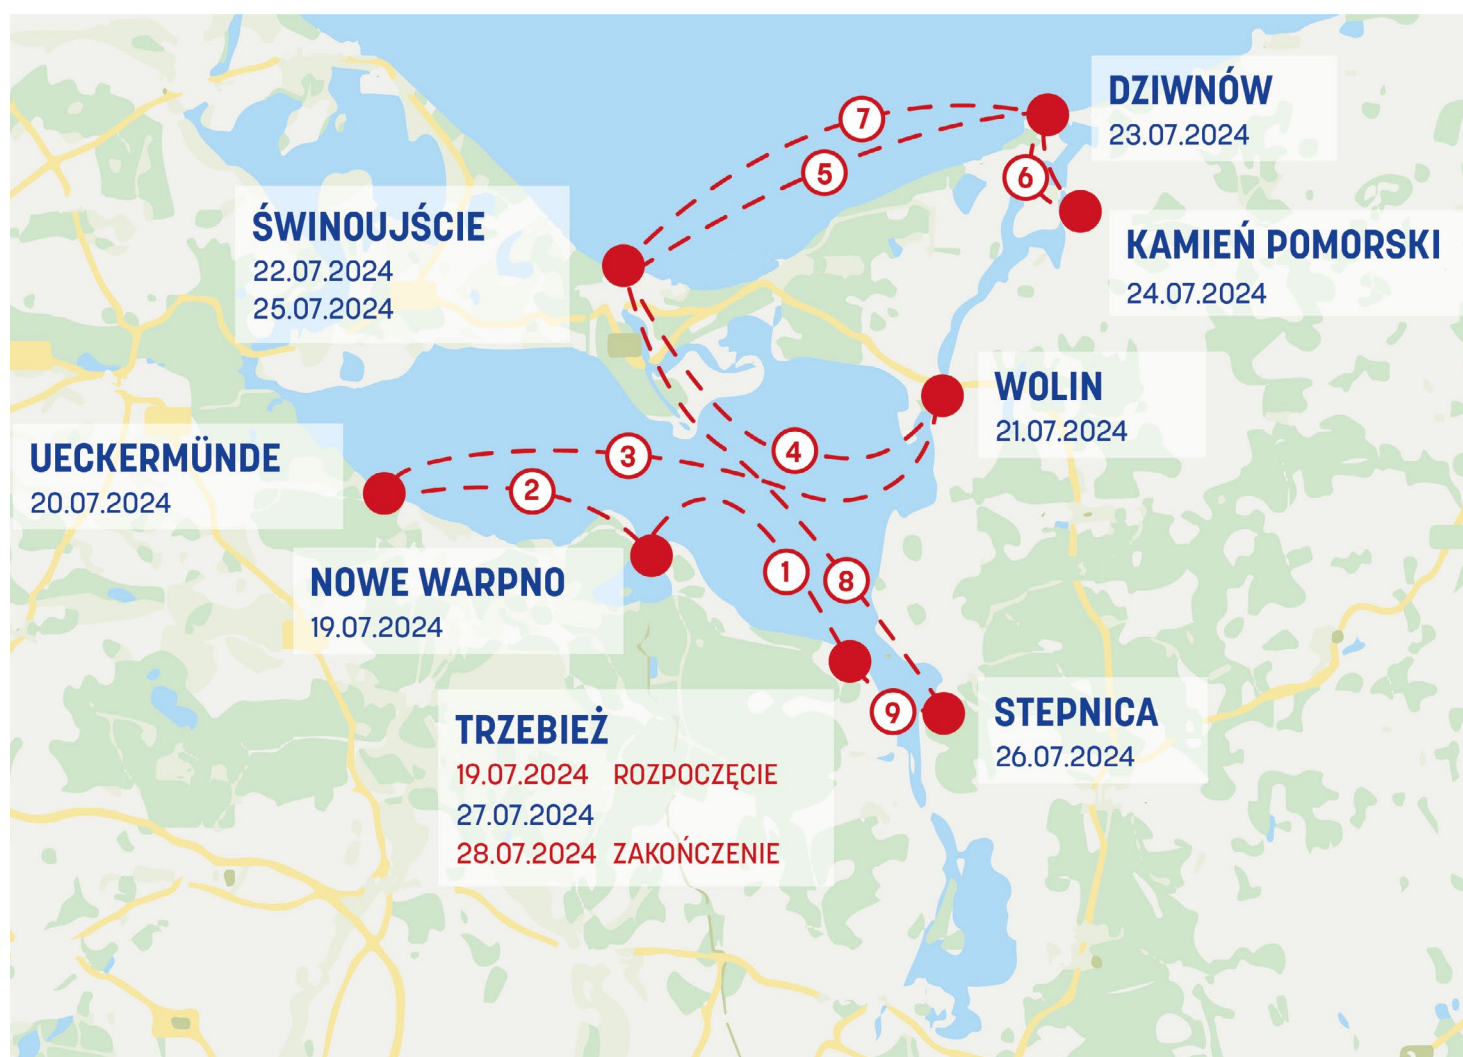 DZIWNÓW
23.07.2024
7
5
6
ŚWINOUJŚCIE
22.07.2024
25.07.2024
KAMIEŃ POMORSKI
24.07.2024
WOLIN
21.07.2024
UECKERMÜNDE
20.07.2024
3
4
2
NOWE WARPNO
19.07.2024
1
8
9
TRZEBIEŻ
19.07.2024 ROZPOCZĘCIE
27.07.2024
28.07.2024 ZAKOŃCZENIE
STEPNICA
26.07.2024